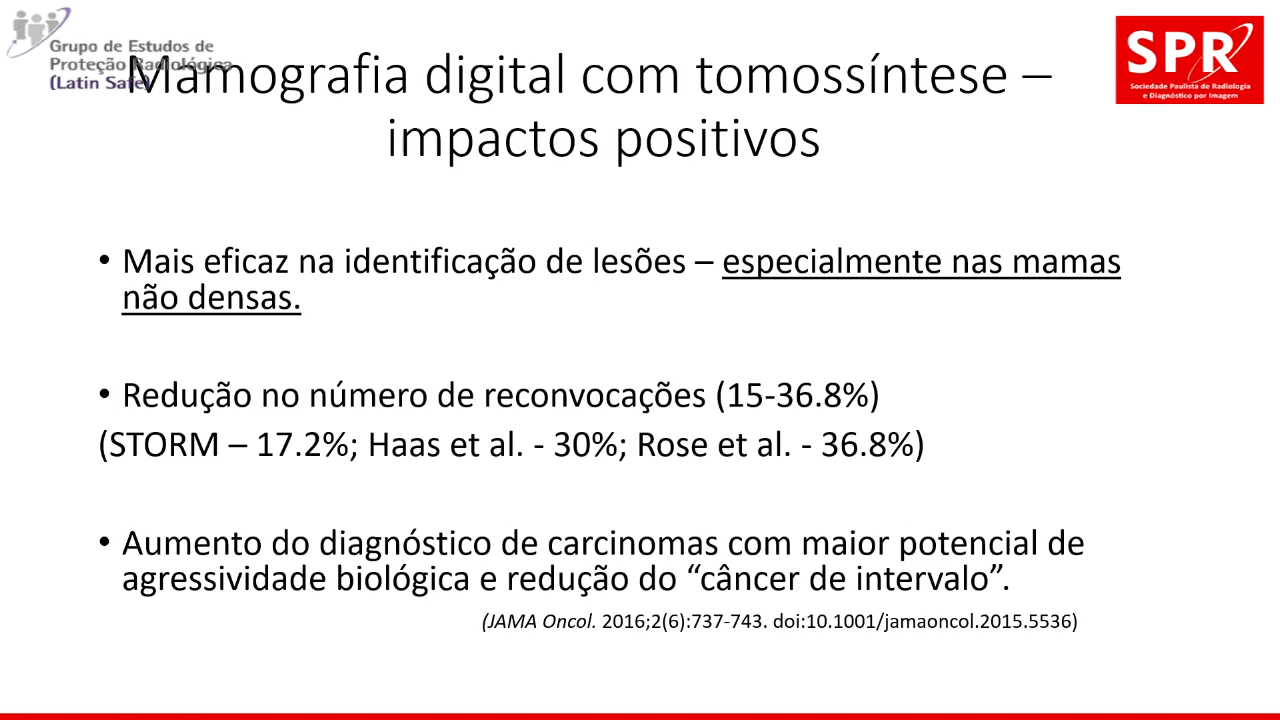 Grupo de Estudos de
Proteção Radiológica
(Latin Safe)
SPR
Sociedade Paulista de Radiologia
e Diagnóstico por Imagem
Mamografia digital com tomossíntese –
impactos positivos
• Mais eficaz na identificação de lesões – especialmente nas mamas
não densas.
• Redução no número de reconvocações (15-36.8%)
(STORM – 17.2%; Haas et al. - 30%; Rose et al. - 36.8%)
• Aumento do diagnóstico de carcinomas com maior potencial de
agressividade biológica e redução do “câncer de intervalo”.
(JAMA Oncol. 2016;2(6):737-743. doi:10.1001/jamaoncol.2015.5536)